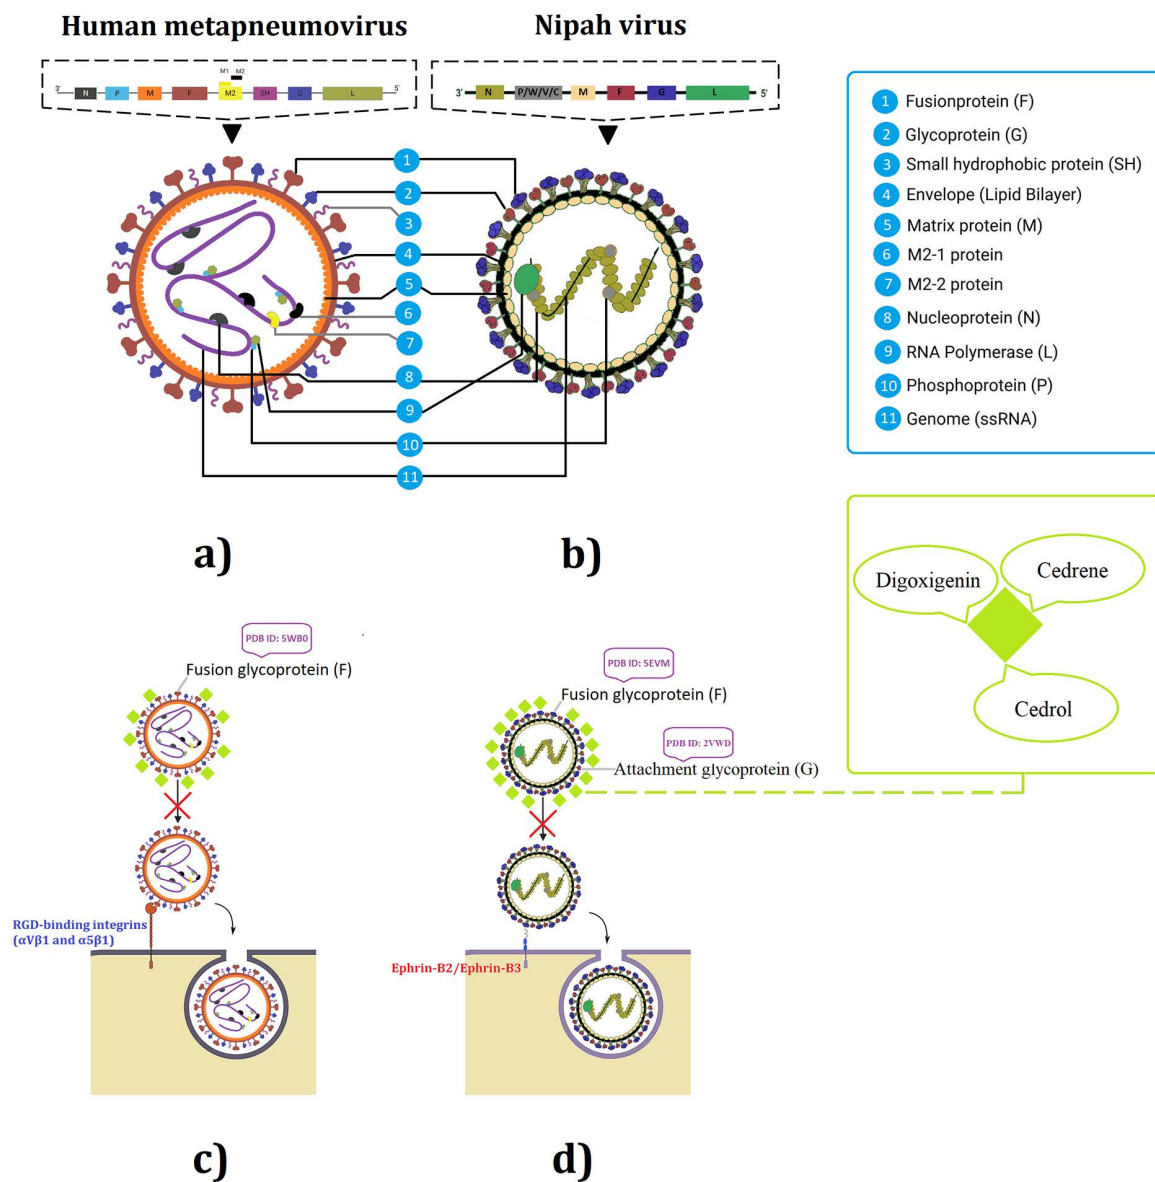 Human metapneumovirus
Nipah virus
M1 M2
3' N P M F M2 SH G L 5'
3' N P/W/V/C M F G L 5'
1
2
3
4
5
6
7
8
9
10
11
1 Fusionprotein (F)
2 Glycoprotein (G)
3 Small hydrophobic protein (SH)
4 Envelope (Lipid Bilayer)
5 Matrix protein (M)
6 M2-1 protein
7 M2-2 protein
8 Nucleoprotein (N)
9 RNA Polymerase (L)
10 Phosphoprotein (P)
11 Genome (ssRNA)
a)
b)
Digoxigenin
Cedrene
Cedrol
PDB ID: 5WB0
Fusion glycoprotein (F)
PDB ID: 5EVM
Fusion glycoprotein (F)
PDB ID: 2VWD
Attachment glycoprotein (G)
RGD-binding integrins
(αVβ1 and α5β1)
Ephrin-B2/Ephrin-B3
c)
d)